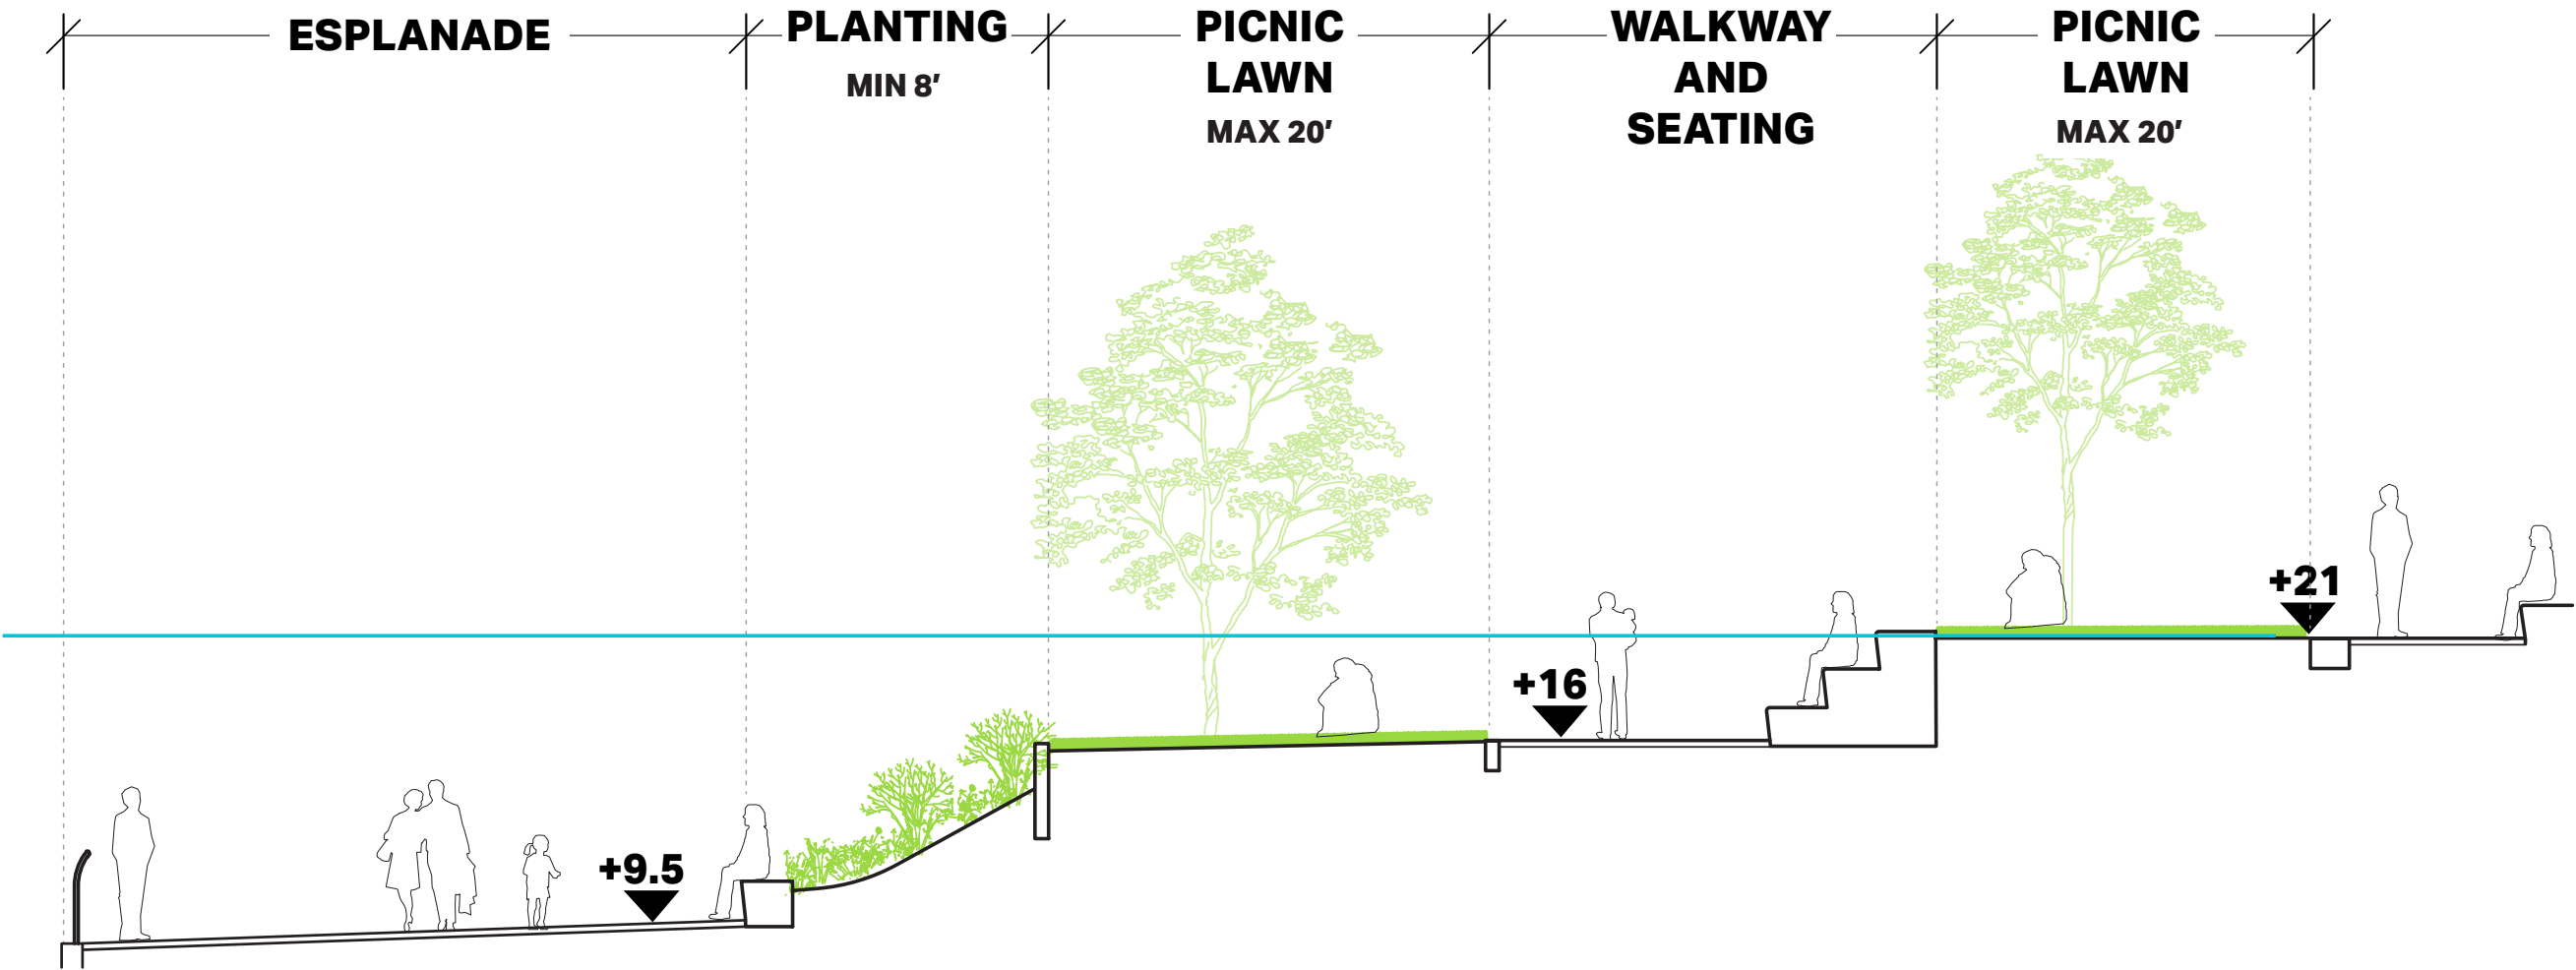 ESPLANADE
PLANTING
MIN 8′
PICNIC
LAWN
MAX 20′
WALKWAY
AND
SEATING
PICNIC
LAWN
MAX 20′
+21
+16
+9.5